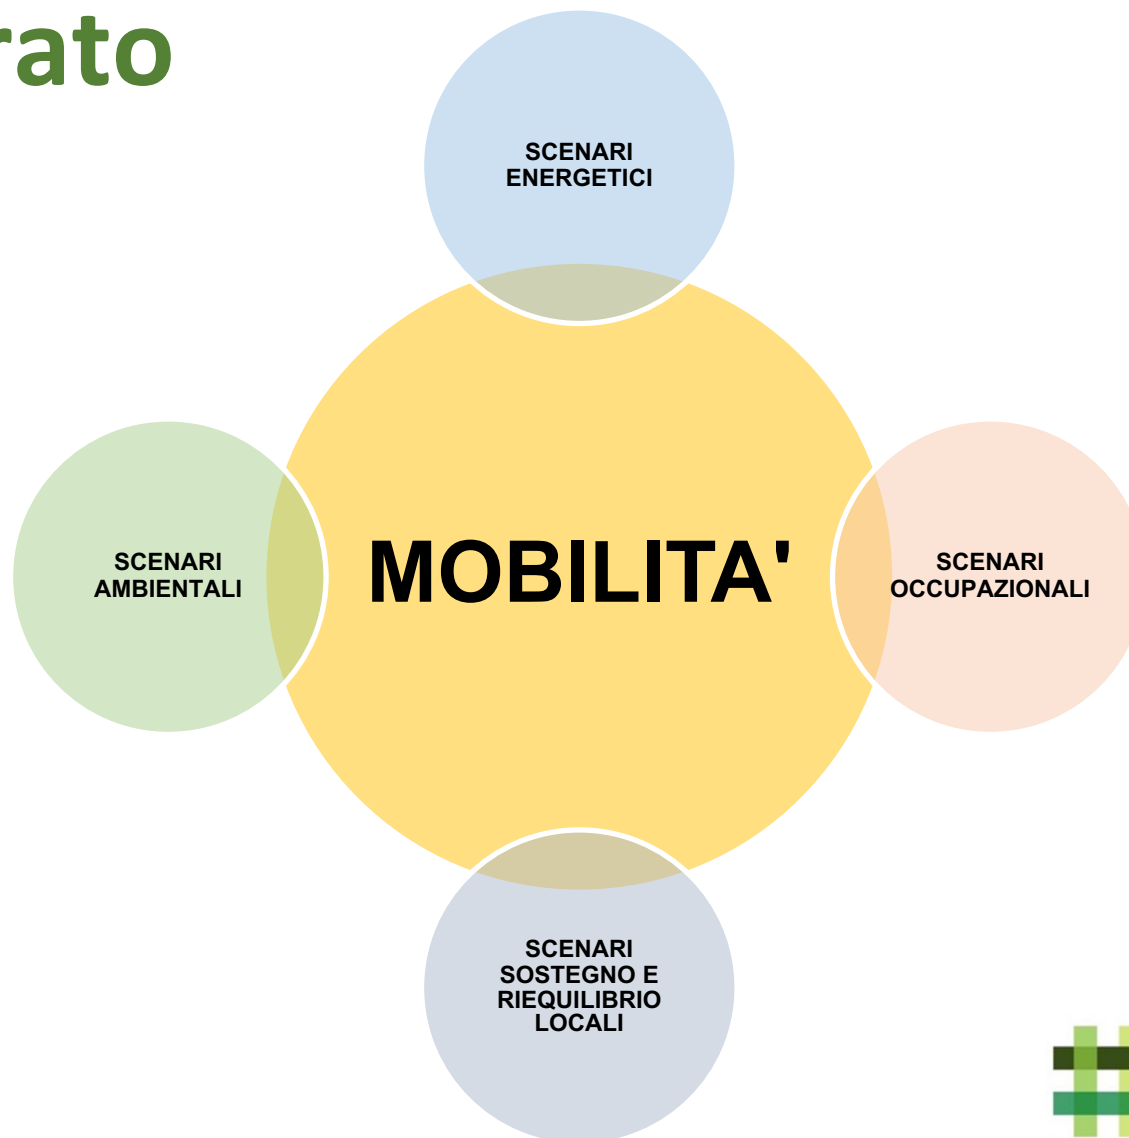 rato
SCENARI
ENERGETICI
SCENARI
AMBIENTALI
MOBILITA'
SCENARI
OCCUPAZIONALI
SCENARI
SOSTEGNO E
RIEQUILIBRIO
LOCALI